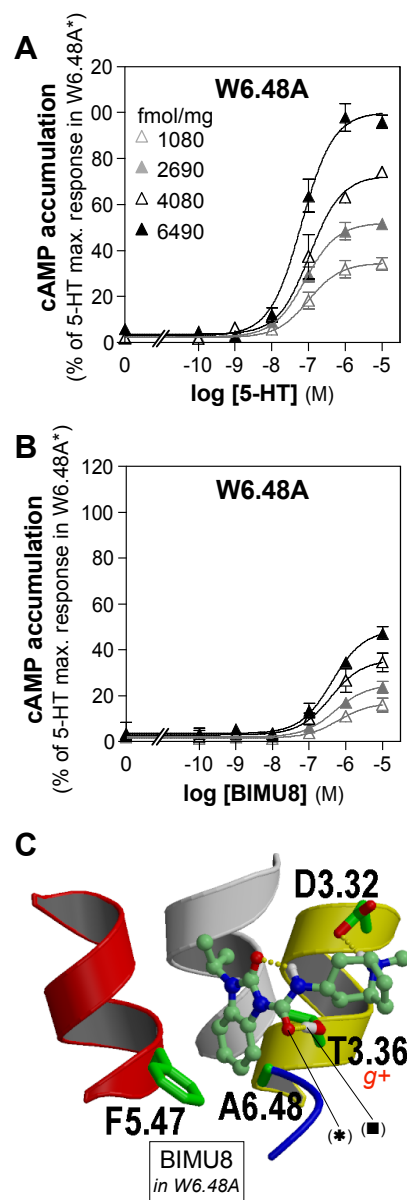 A
cAMP accumulation
(% of 5-HT max. response in W6.48A*)
W6.48A
fmol/mg
1080
2690
4080
6490
20
00
80
60
40
20
0
0 -10 -9 -8 -7 -6 -5
log [5-HT] (M)
B
cAMP accumulation
(% of 5-HT max. response in W6.48A*)
W6.48A
120
100
80
60
40
20
0
0 -10 -9 -8 -7 -6 -5
log [BIMU8] (M)
C
D3.32
T3.36
g+
F5.47
A6.48
(✱) (■)
BIMU8
in W6.48A